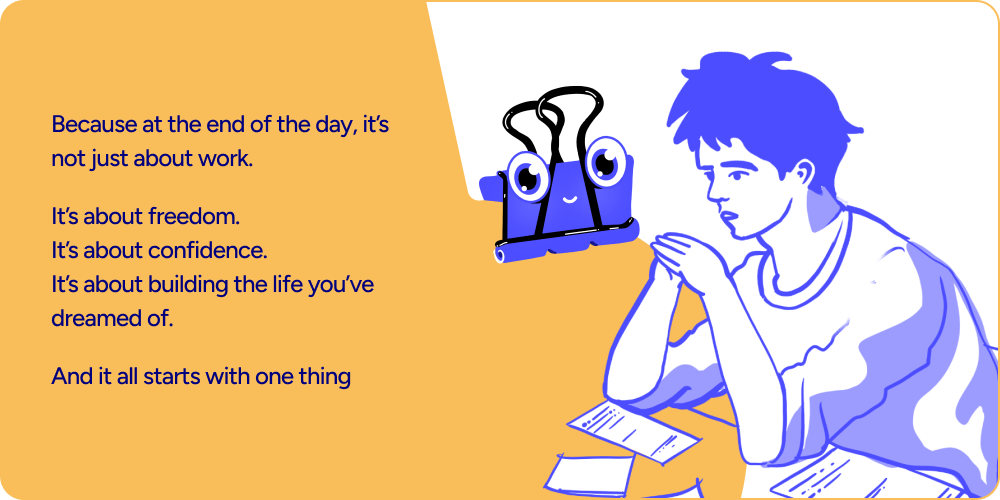 Because at the end of the day, it’s
not just about work.
It’s about freedom.
It’s about confidence.
It’s about building the life you’ve
dreamed of.
And it all starts with one thing